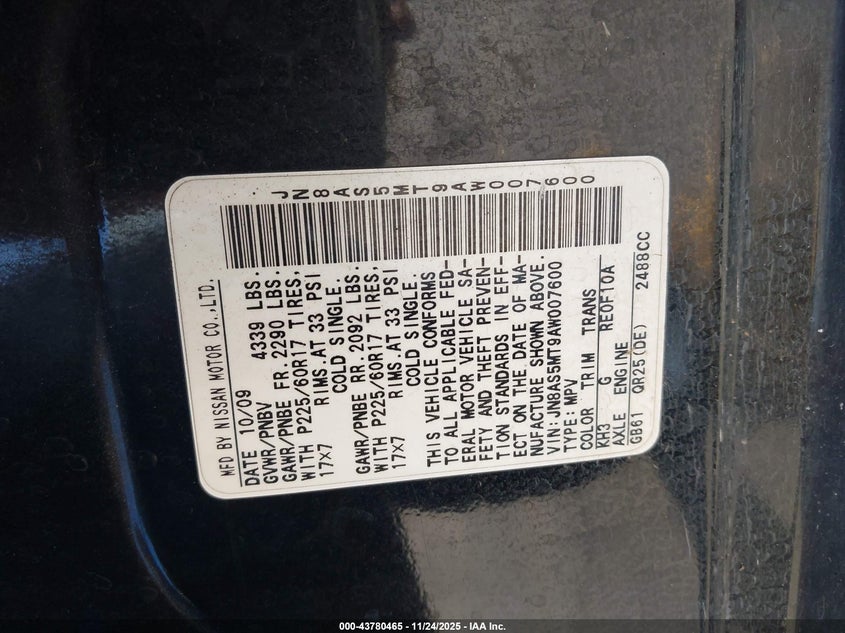 MFD BY NISSAN MOTOR CO.,LTD.
DATE 10/09
GVWR/PNBV 4339 LBS.
GAWR/PNBE FR.2290 LBS.
WITH P225/60R17 TIRES,
17X7 RIMS.AT 33 PSI
COLD SINGLE.
GAWR/PNBE RR 2092 LBS.
WITH P225/60R17 TIRES.
17X7 RIMS.AT 33 PSI
COLD SINGLE.
THIS VEHICLE CONFORMS
TO ALL APPLICABLE FED-
ERAL MOTOR VEHICLE SA-
FETY AND THEFT PREVEN-
TION STANDARDS IN EFF-
ECT ON THE DATE OF MA-
NUFACTURE SHOWN ABOVE.
VIN:JN8AS5MT9AW007600
TYPE:MPV
COLOR TRIM TRANS
KH3 G RE0F10A
AXLE ENGINE
GB61 QR25(DE) 2488CC
JN8AS5MT9AW007600
000-43780465 - 11/24/2025 - IAA Inc.